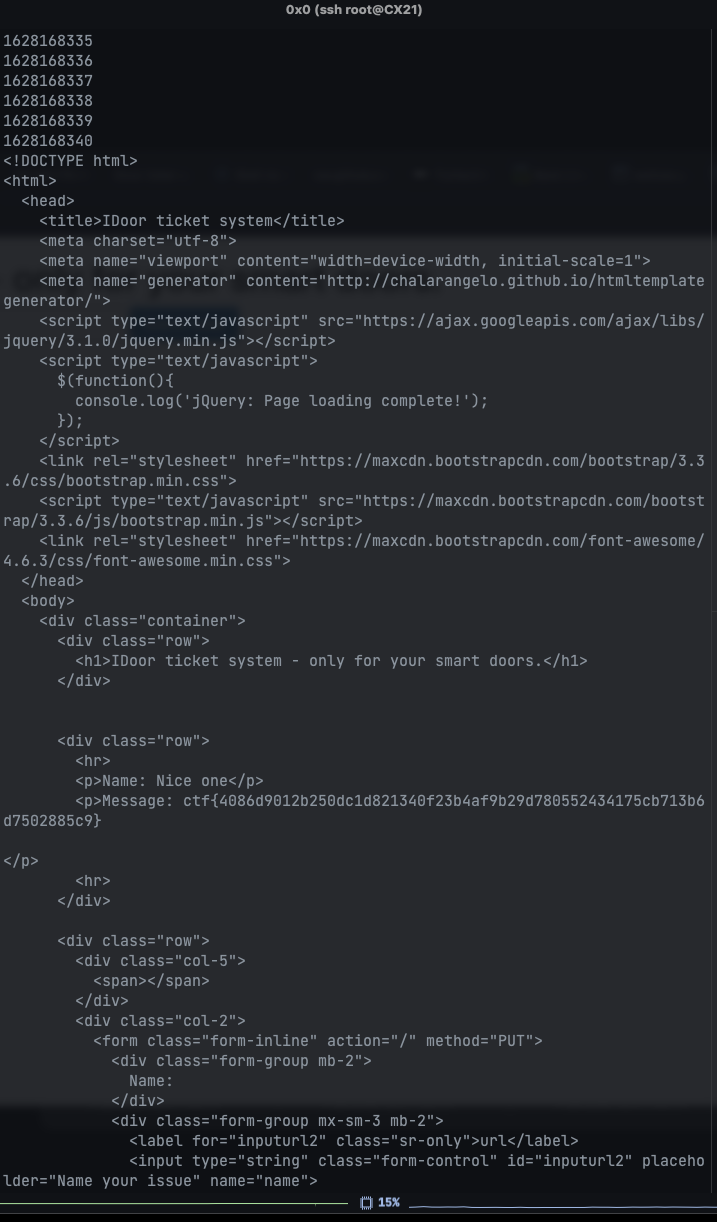 0x0 (ssh root@CX21)
1628168335
1628168336
1628168337
1628168338
1628168339
1628168340
<!DOCTYPE html>
<html>
  <head>
    <title>IDoor ticket system</title>
    <meta charset="utf-8">
    <meta name="viewport" content="width=device-width, initial-scale=1">
    <meta name="generator" content="http://chalarangelo.github.io/htmltemplate
generator/">
    <script type="text/javascript" src="https://ajax.googleapis.com/ajax/libs/
jquery/3.1.0/jquery.min.js"></script>
    <script type="text/javascript">
      $(function(){
        console.log('jQuery: Page loading complete!');
      });
    </script>
    <link rel="stylesheet" href="https://maxcdn.bootstrapcdn.com/bootstrap/3.3
.6/css/bootstrap.min.css">
    <script type="text/javascript" src="https://maxcdn.bootstrapcdn.com/bootst
rap/3.3.6/js/bootstrap.min.js"></script>
    <link rel="stylesheet" href="https://maxcdn.bootstrapcdn.com/font-awesome/
4.6.3/css/font-awesome.min.css">
  </head>
  <body>
    <div class="container">
      <div class="row">
        <h1>IDoor ticket system - only for your smart doors.</h1>
      </div>
      <div class="row">
        <hr>
        <p>Name: Nice one</p>
        <p>Message: ctf{4086d9012b250dc1d821340f23b4af9b29d780552434175cb713b6
d7502885c9}
</p>
        <hr>
      </div>
      <div class="row">
        <div class="col-5">
          <span></span>
        </div>
        <div class="col-2">
          <form class="form-inline" action="/" method="PUT">
            <div class="form-group mb-2">
              Name:
            </div>
            <div class="form-group mx-sm-3 mb-2">
              <label for="inputurl2" class="sr-only">url</label>
              <input type="string" class="form-control" id="inputurl2" placeho
lder="Name your issue" name="name">
15%